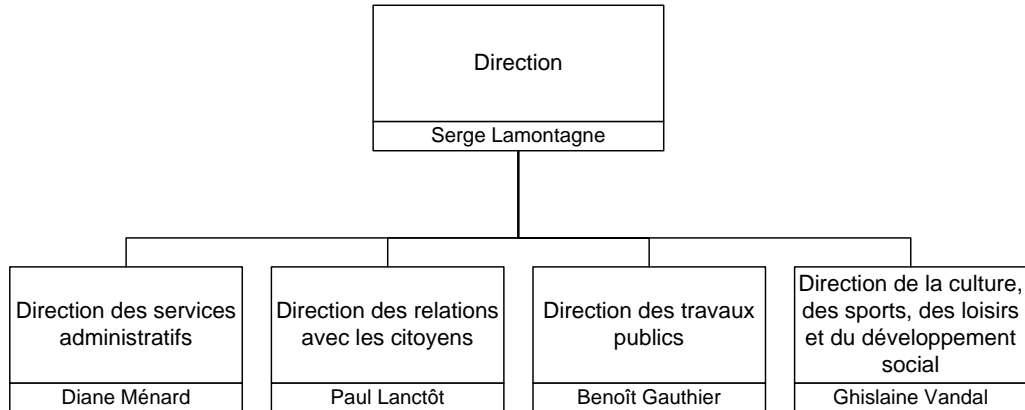 Direction
Serge Lamontagne
Direction des services
administratifs
Diane Ménard
Direction des relations
avec les citoyens
Paul Lanctôt
Direction des travaux
publics
Benoît Gauthier
Direction de la culture,
des sports, des loisirs
et du développement
social
Ghislaine Vandal